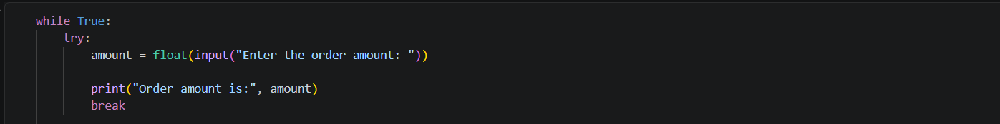 while True:
    try:
        amount = float(input("Enter the order amount: "))
        print("Order amount is:", amount)
        break